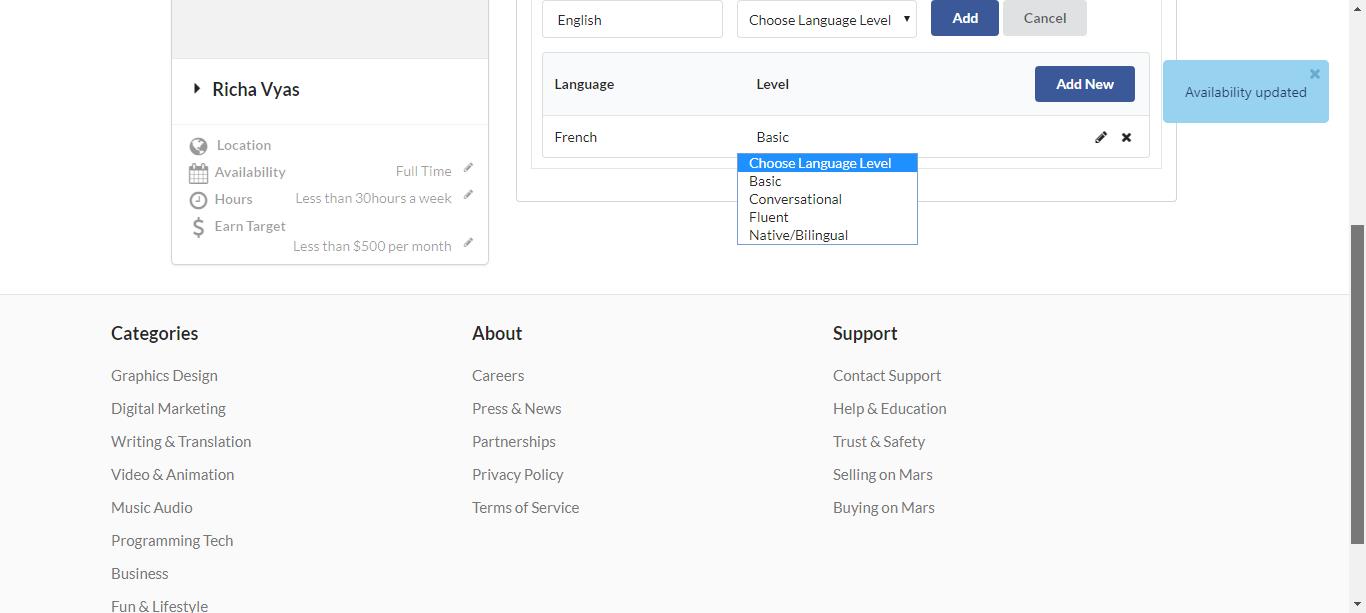 English
Choose Language Level
Add
Cancel
Language
Level
Add New
French
Basic
Choose Language Level
Basic
Conversational
Fluent
Native/Bilingual
Availability updated
Richa Vyas
Location
Availability
Full Time
Hours
Less than 30hours a week
Earn Target
Less than $500 per month
Categories
Graphics Design
Digital Marketing
Writing & Translation
Video & Animation
Music Audio
Programming Tech
Business
Fun & Lifestyle
About
Careers
Press & News
Partnerships
Privacy Policy
Terms of Service
Support
Contact Support
Help & Education
Trust & Safety
Selling on Mars
Buying on Mars